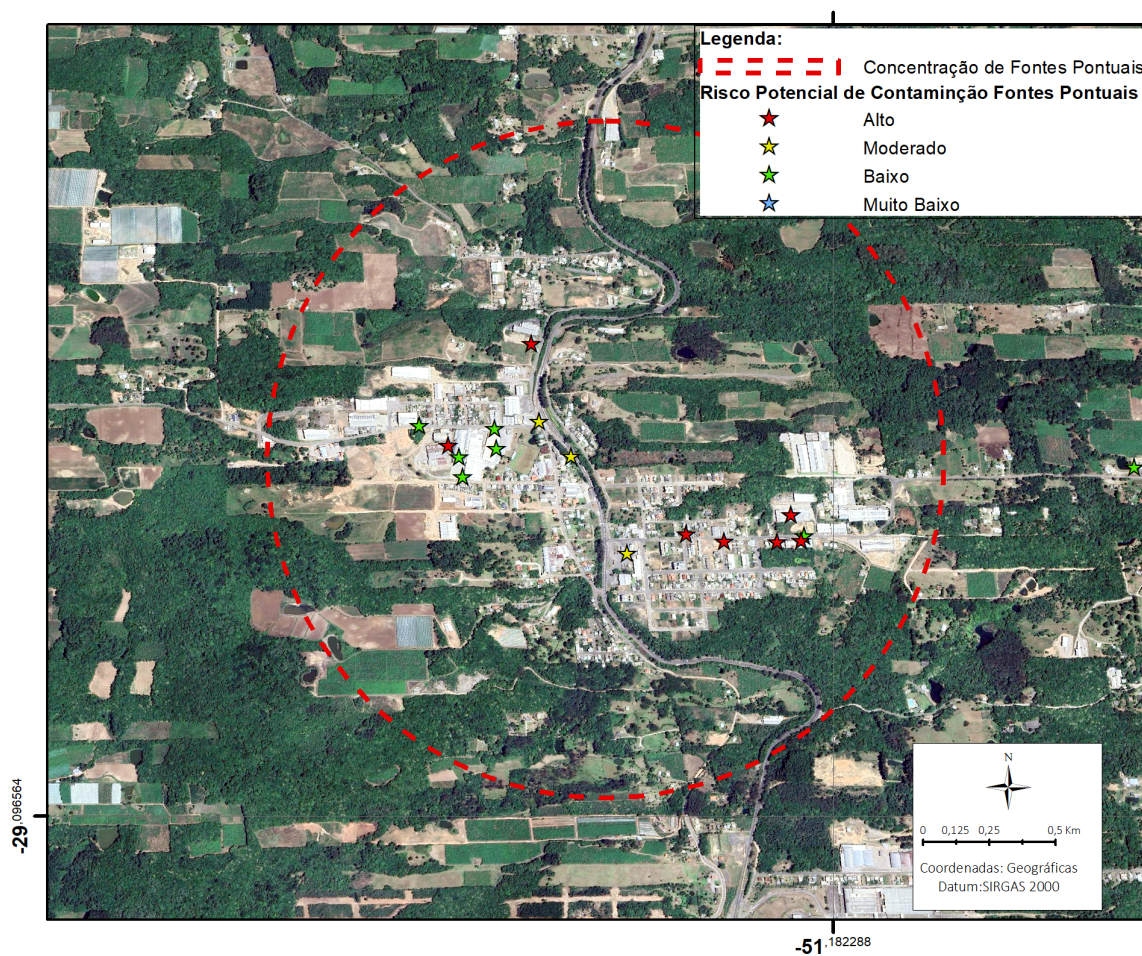 Legenda:
Concentração de Fontes Pontuais
Risco Potencial de Contaminção Fontes Pontuais
Alto
Moderado
Baixo
Muito Baixo
N
0 0,125 0,25 0,5 Km
Coordenadas: Geográficas
Datum:SIRGAS 2000
-29,096564
-51,182288